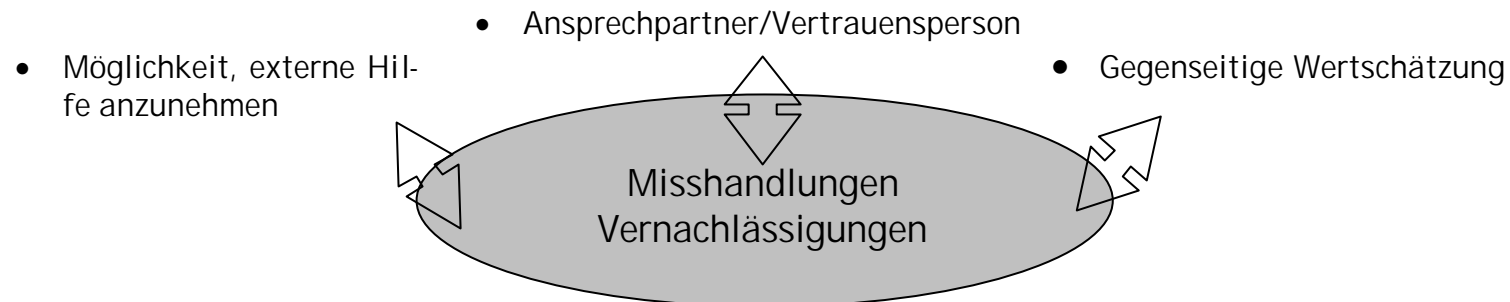 • Ansprechpartner/Vertrauensperson
• Möglichkeit, externe Hil-
fe anzunehmen
• Gegenseitige Wertschätzung
Misshandlungen
Vernachlässigungen